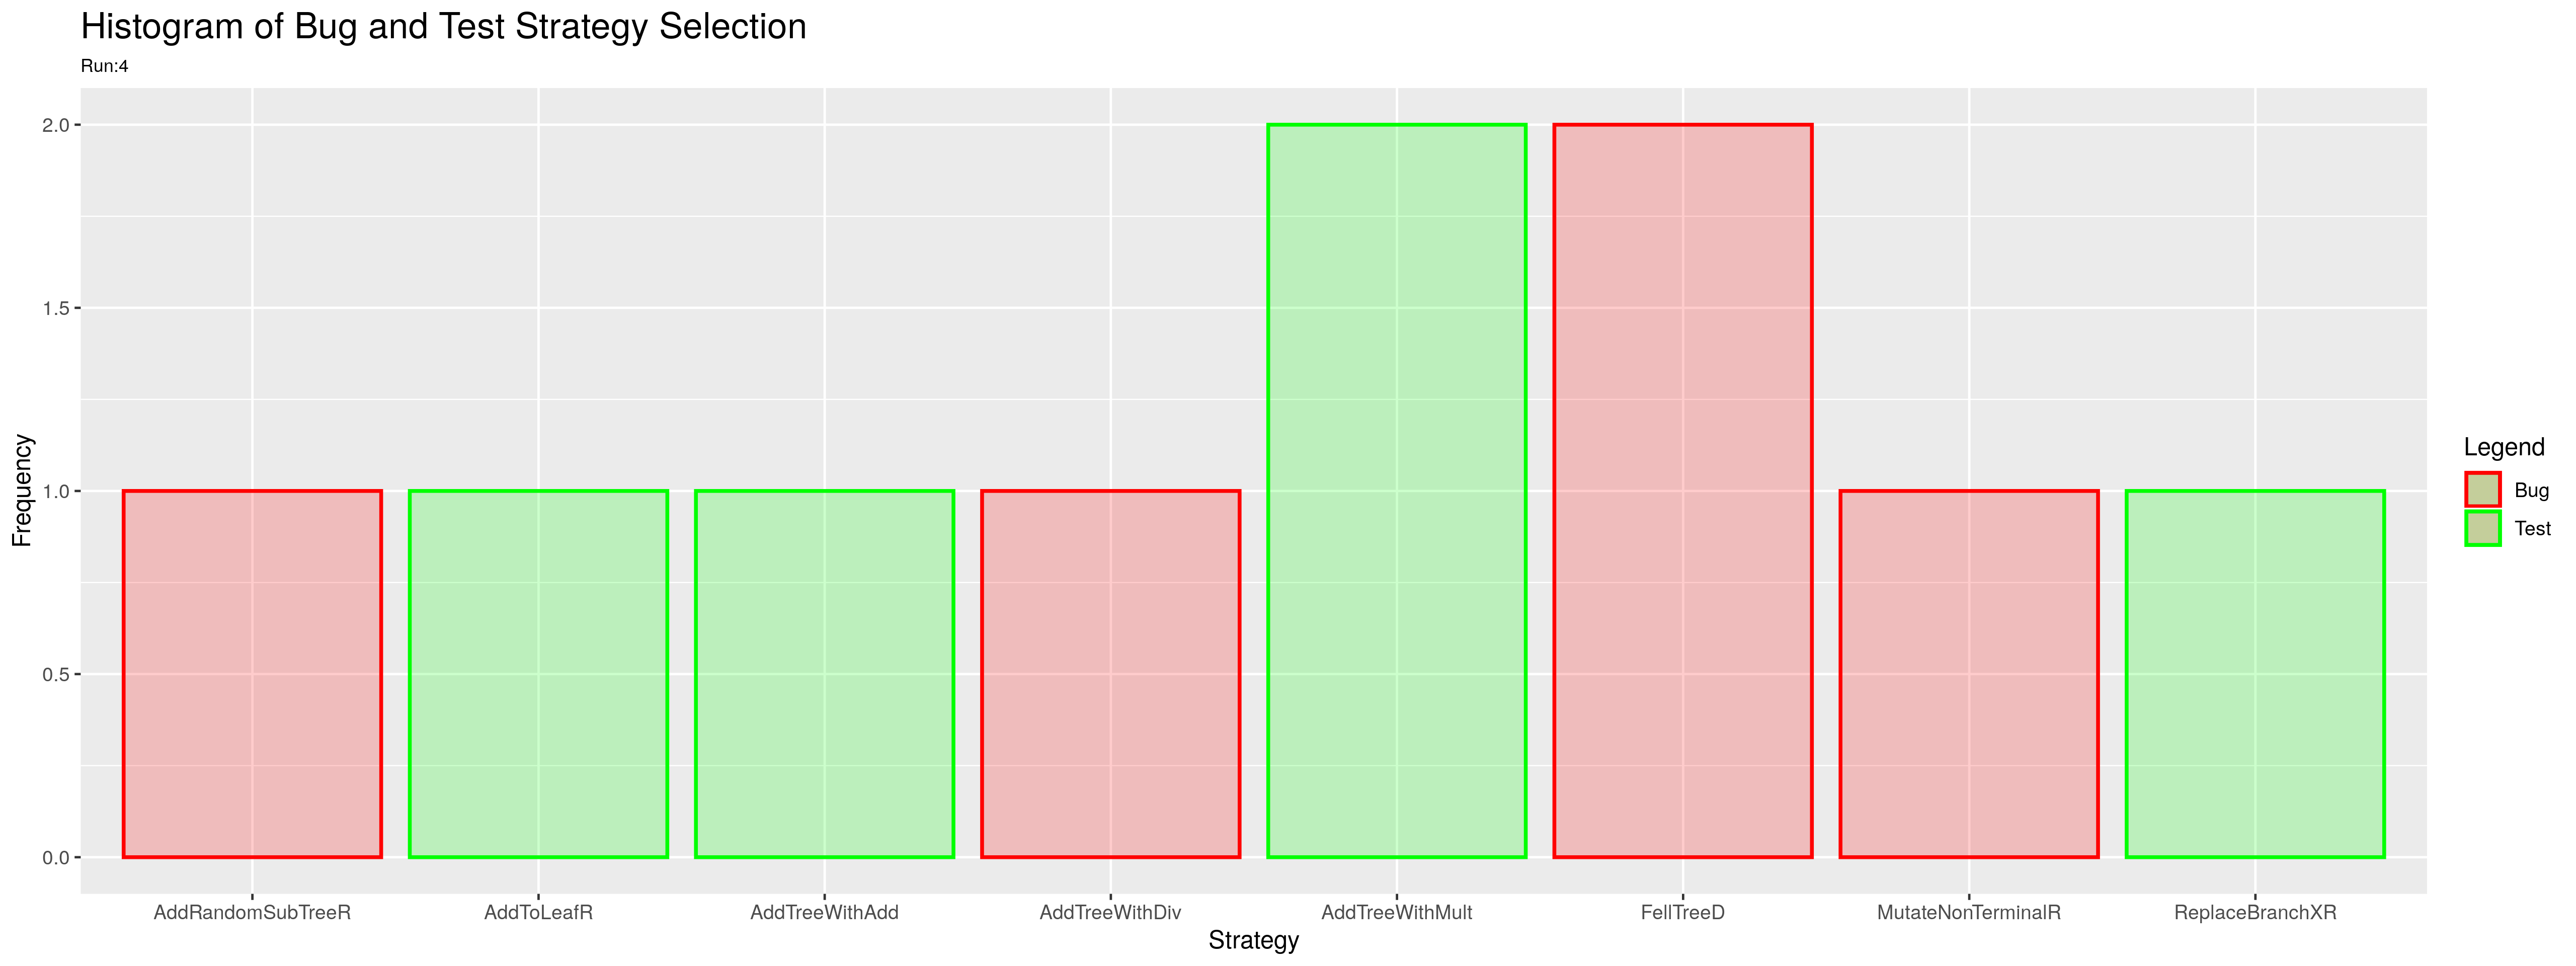 Histogram of Bug and Test Strategy Selection
Run:4
Frequency
2.0
1.5
1.0
0.5
0.0
AddRandomSubTreeR AddToLeafR AddTreeWithAdd AddTreeWithDiv AddTreeWithMult FellTreeD MutateNonTerminalR ReplaceBranchXR
Strategy
Legend
Bug
Test